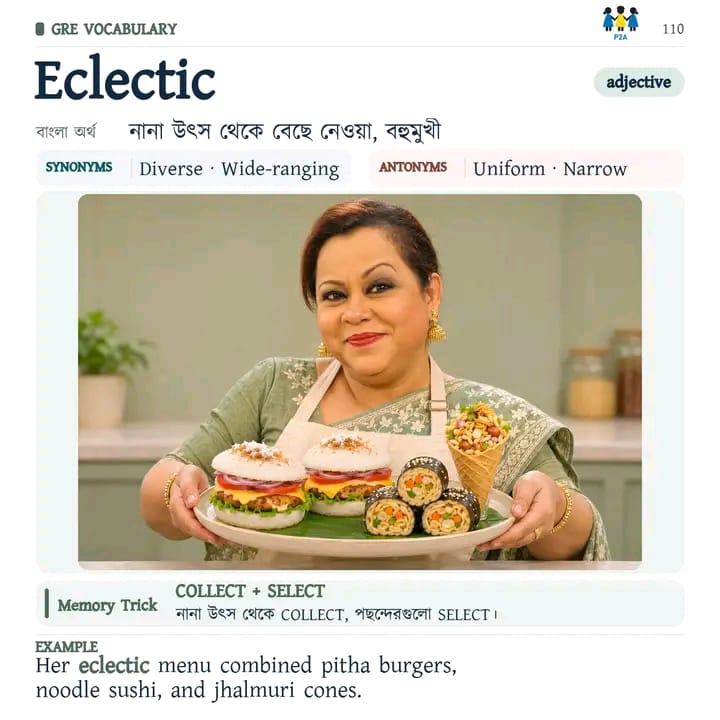 GRE VOCABULARY
P2A
110
Eclectic
adjective
বাংলা অর্থ নানা উৎস থেকে বেছে নেওয়া, বহুমুখী
SYNONYMS Diverse · Wide-ranging ANTONYMS Uniform · Narrow
COLLECT + SELECT
Memory Trick
নানা উৎস থেকে COLLECT, পছন্দেরগুলো SELECT।
EXAMPLE
Her eclectic menu combined pitha burgers,
noodle sushi, and jhalmuri cones.